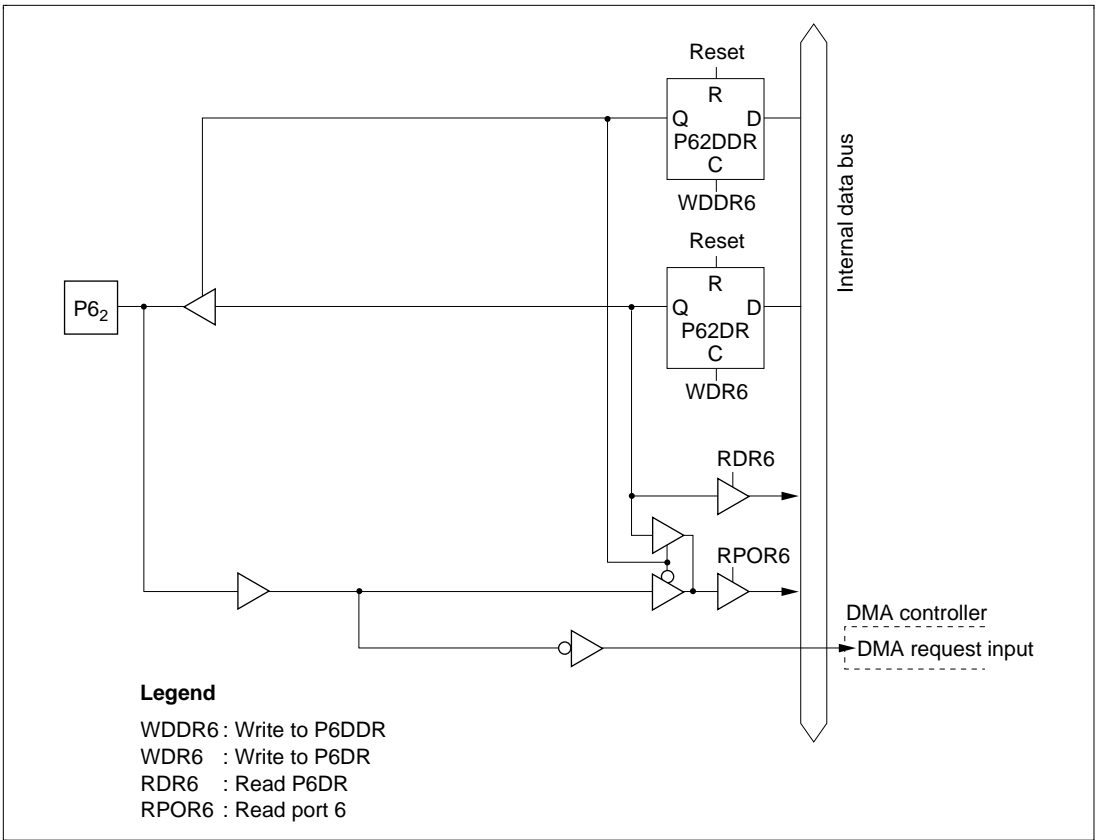 Reset
R
Q D
P62DDR
C
WDDR6
Internal data bus
Reset
R
P6₂
Q D
P62DR
C
WDR6
RDR6
RPOR6
DMA controller
DMA request input
Legend
WDDR6 : Write to P6DDR
WDR6 : Write to P6DR
RDR6 : Read P6DR
RPOR6 : Read port 6